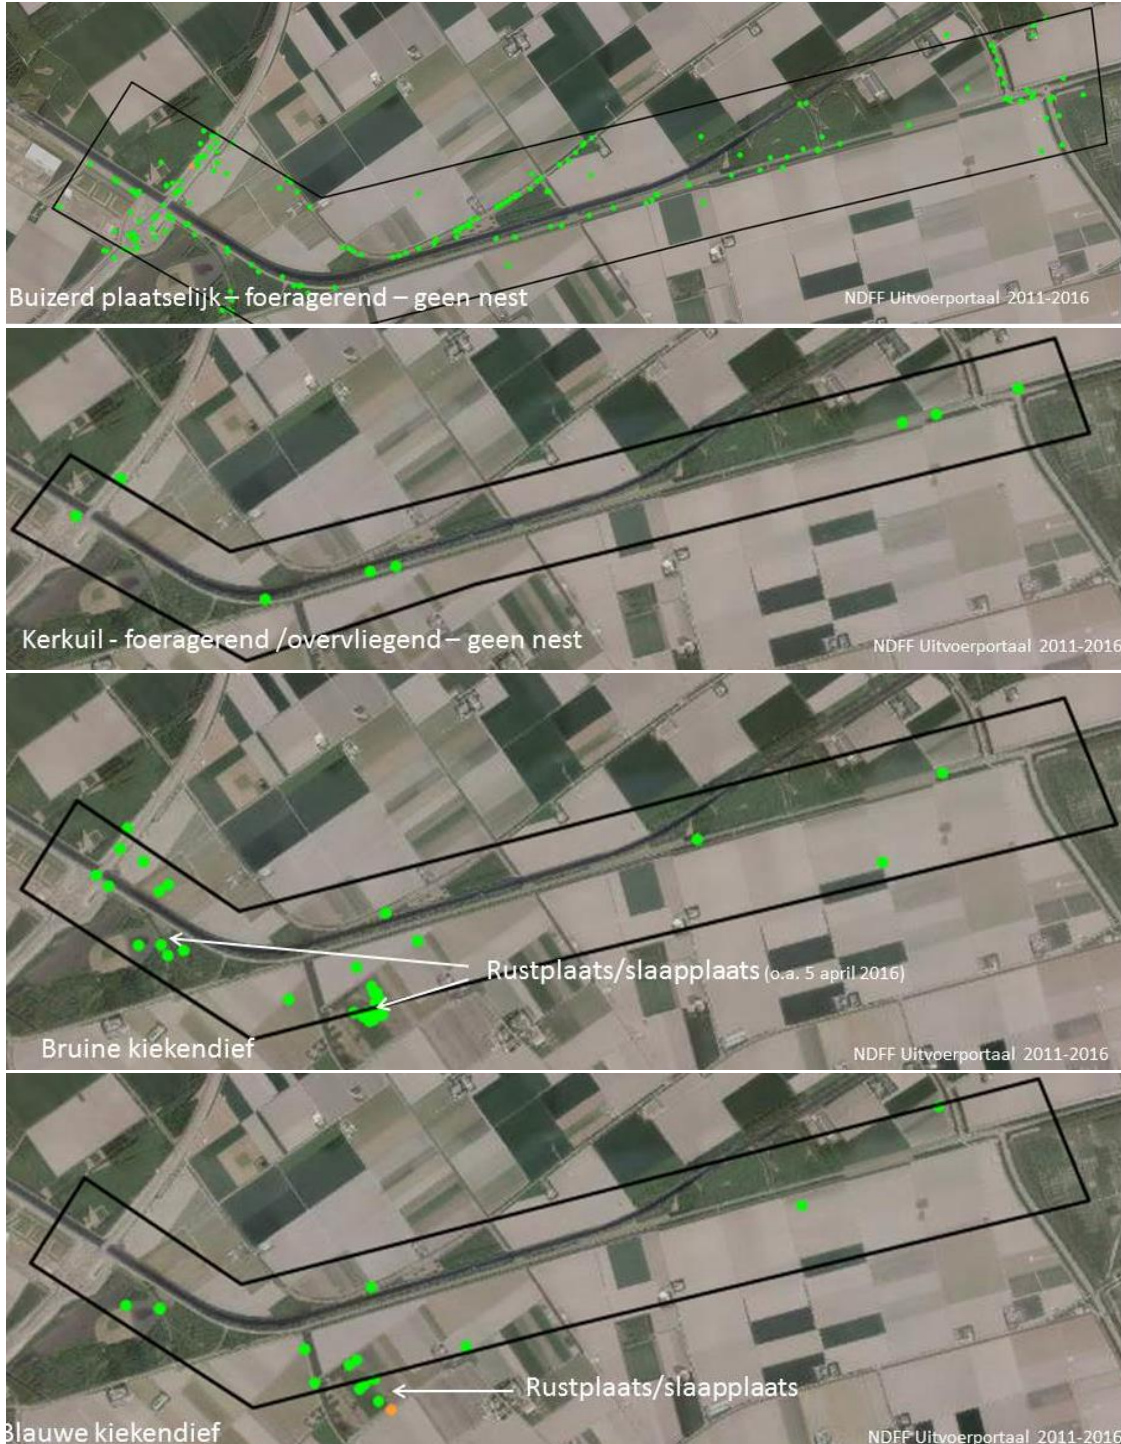 Buizerd plaatselijk – foeragerend – geen nest
NDFF Uitvoerportaal 2011-2016
Kerkuil - foeragerend /overvliegend – geen nest
NDFF Uitvoerportaal 2011-2016
Rustplaats/slaapplaats (o.a. 5 april 2016)
Bruine kiekendief
NDFF Uitvoerportaal 2011-2016
Rustplaats/slaapplaats
Blauwe kiekendief
NDFF Uitvoerportaal 2011-2016